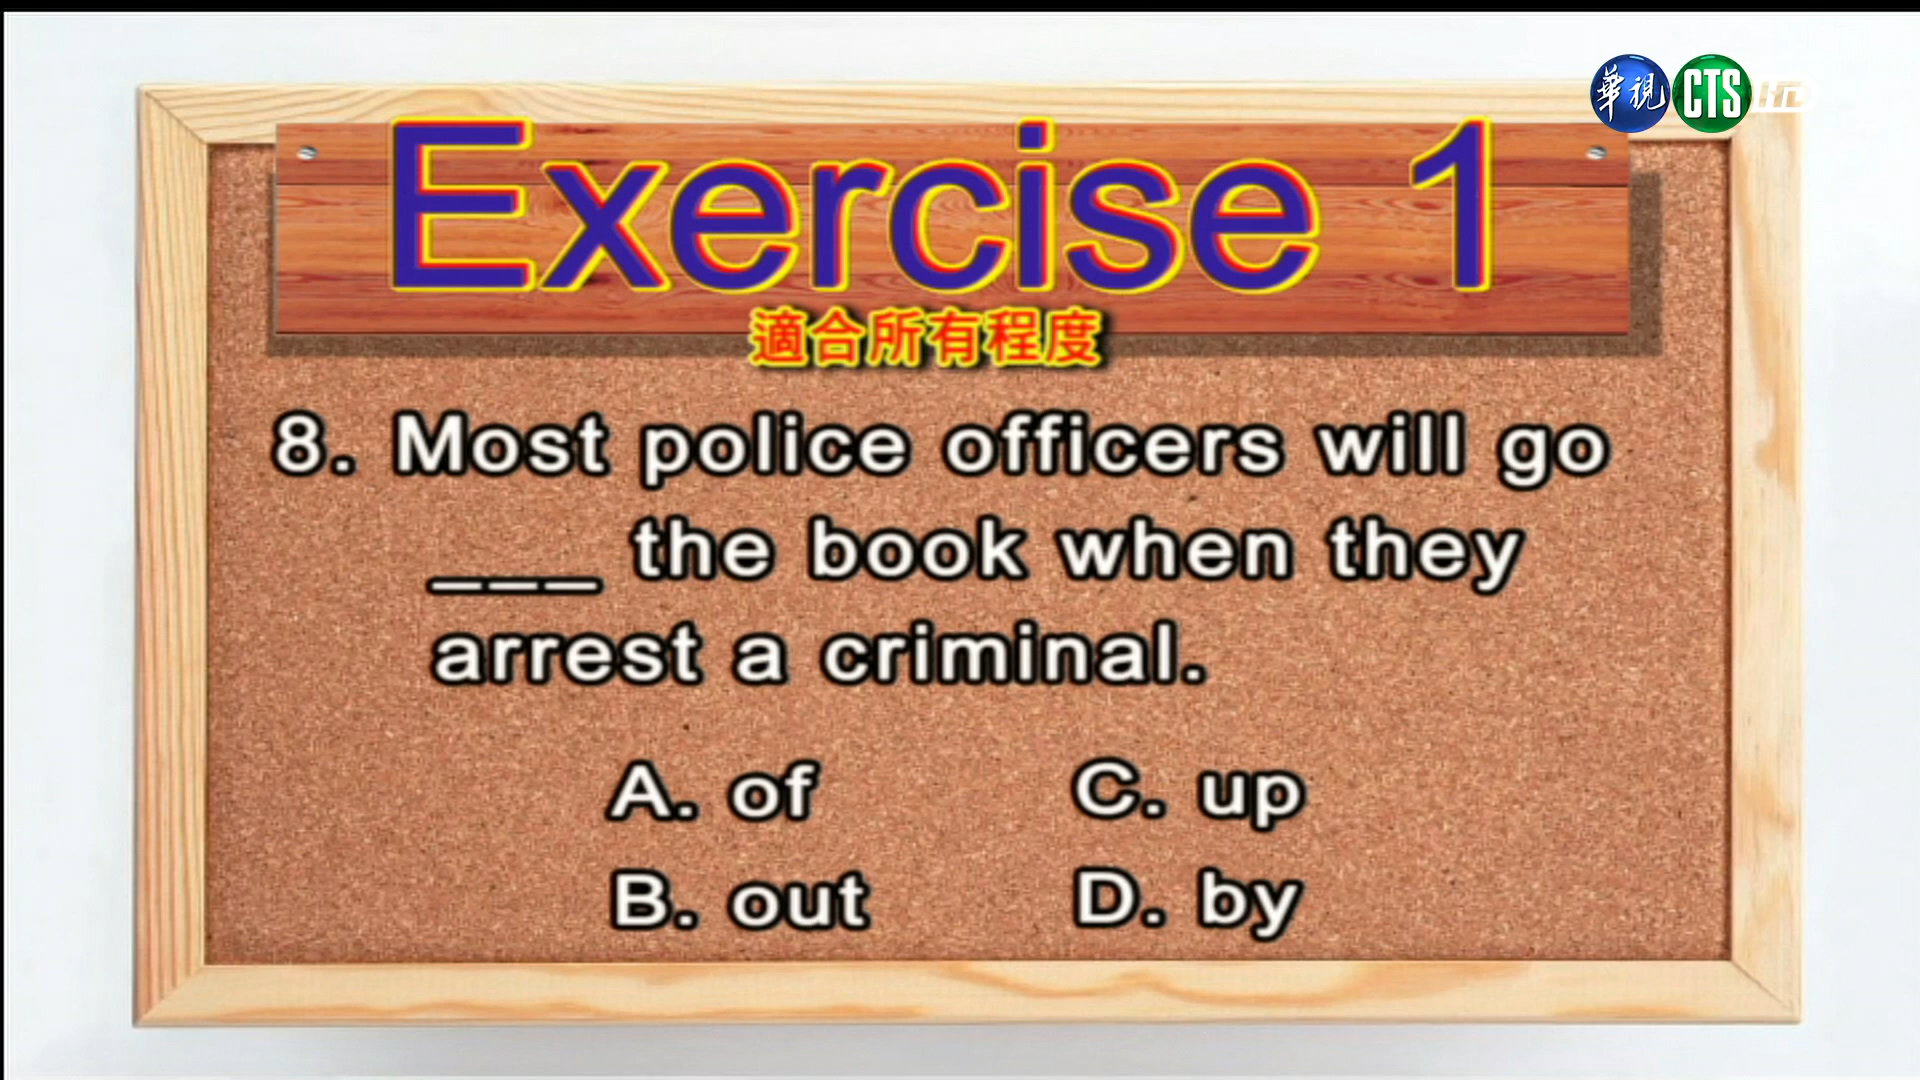 華視 CTS HD
Exercise 1
適合所有程度
8. Most police officers will go
___ the book when they
arrest a criminal.
A. of
C. up
B. out
D. by